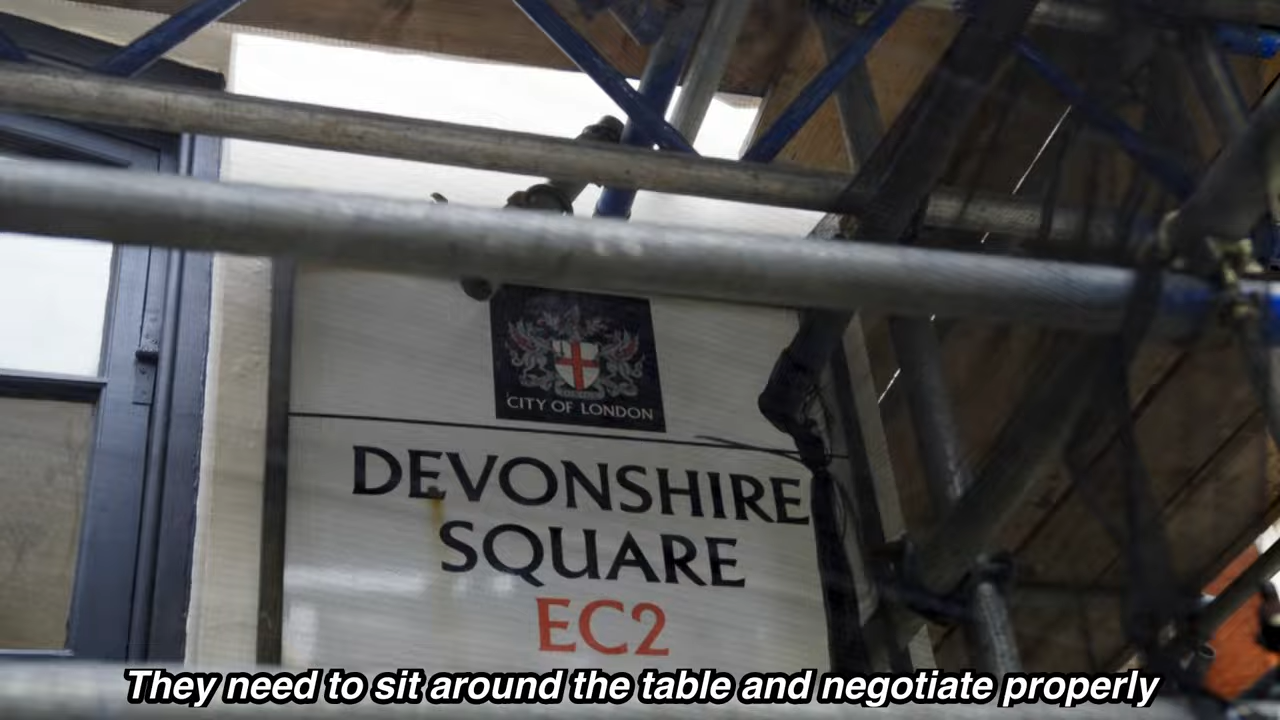 CITY OF LONDON
DEVONSHIRE
SQUARE
EC2
They need to sit around the table and negotiate properly